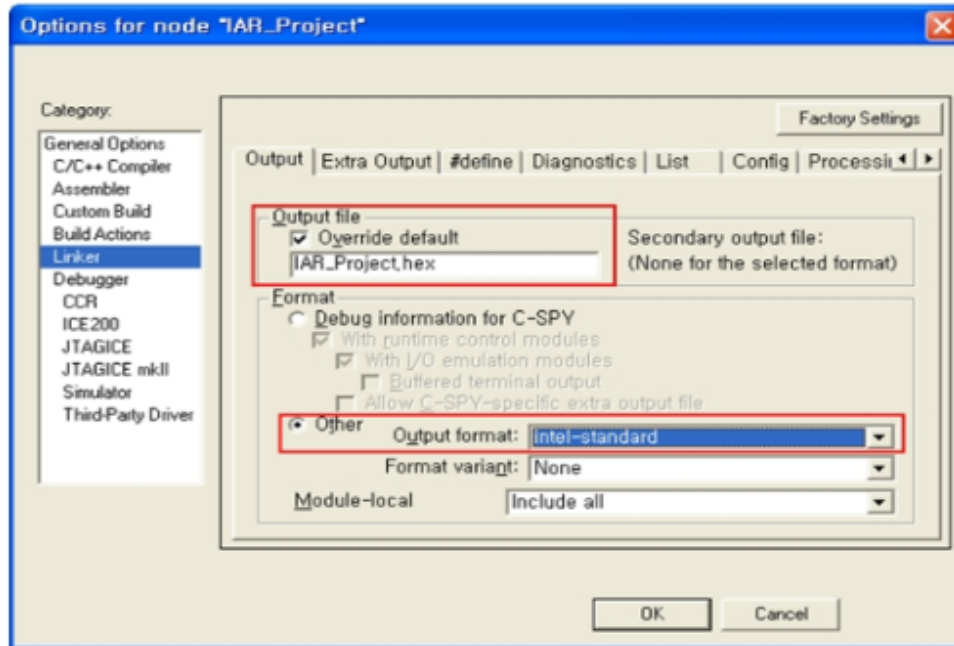 Options for node "IAR_Project"
Category:
General Options
C/C++ Compiler
Assembler
Custom Build
Build Actions
Linker
Debugger
CCR
ICE200
JTAGICE
JTAGICE mkII
Simulator
Third-Party Driver
Factory Settings
Output Extra Output #define Diagnostics List Config Processin
Output file
Override default
IAR_Project.hex
Secondary output file:
(None for the selected format)
Format
Debug information for C-SPY
With runtime control modules
With I/O emulation modules
Buffered terminal output
Allow C-SPY-specific extra output file
Other
Output format: intel-standard
Format variant: None
Module-local Include all
OK Cancel